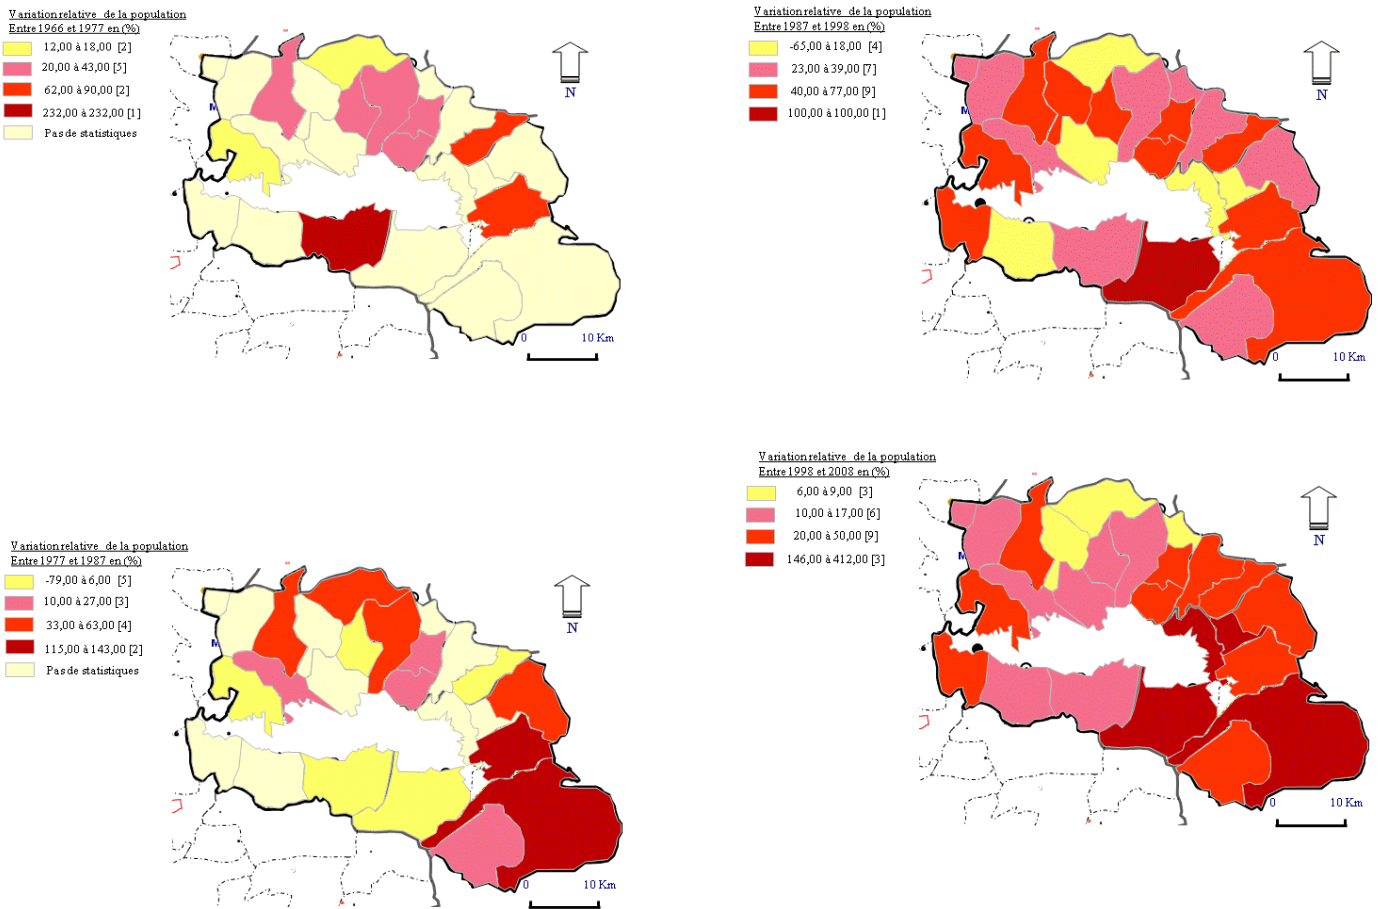 Variation relative de la population
Entre 1966 et 1977 en (%)
12,00 à 18,00 [2]
20,00 à 43,00 [5]
62,00 à 90,00 [2]
232,00 à 232,00 [1]
Pas de statistiques
M
N
0 10 Km
Variation relative de la population
Entre 1987 et 1998 en (%)
-65,00 à 18,00 [4]
23,00 à 39,00 [7]
40,00 à 77,00 [9]
100,00 à 100,00 [1]
M
N
0 10 Km
Variation relative de la population
Entre 1977 et 1987 en (%)
-79,00 à 6,00 [5]
10,00 à 27,00 [3]
33,00 à 63,00 [4]
115,00 à 143,00 [2]
Pas de statistiques
M
N
0 10 Km
Variation relative de la population
Entre 1998 et 2008 en (%)
6,00 à 9,00 [3]
10,00 à 17,00 [6]
20,00 à 50,00 [9]
146,00 à 412,00 [3]
M
N
0 10 Km